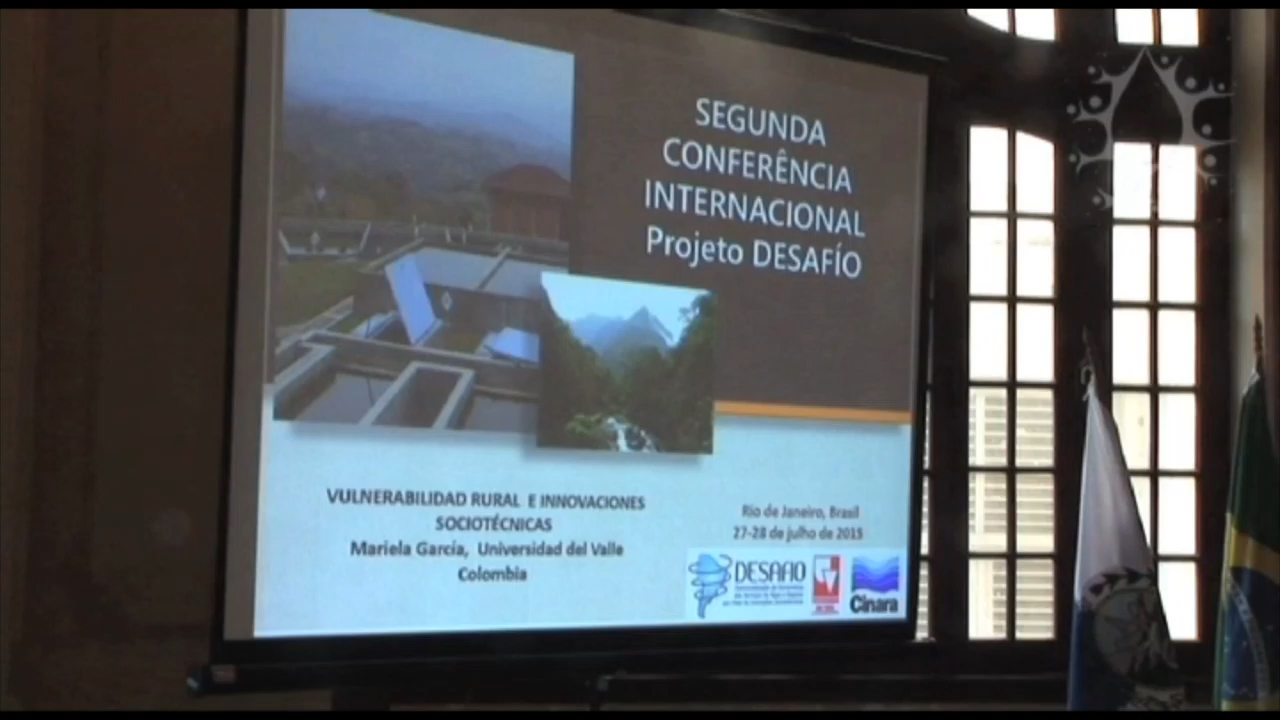 SEGUNDA
CONFERÊNCIA
INTERNACIONAL
Projeto DESAFÍO
VULNERABILIDAD RURAL E INNOVACIONES
SOCIOTÉCNICAS
Mariela García, Universidad del Valle
Colombia
Rio de Janeiro, Brasil
27-28 de julho de 2015
DESAFIO
Cinara